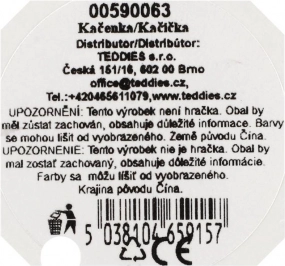 00590063
Kačenka/Kačička
Distributor/Distribútor:
TEDDIES s.r.o.
Česká 151/16, 602 00 Brno
office@teddies.cz,
Tel.:+420465611079,www.teddies.cz
UPOZORNĚNÍ: Tento výrobek není hračka. Obal by
měl zůstat zachován, obsahuje důležité informace. Barvy
se mohou lišit od vyobrazeného. Země původu Čína.
UPOZORNENIE: Tento výrobek nie je hračka. Obal by
mal zostať zachovaný, obsahuje dôležité informácie.
Farby sa môžu líšiť od vyobrazeného.
Krajina pôvodu Čína.
5 038104 659157
CE